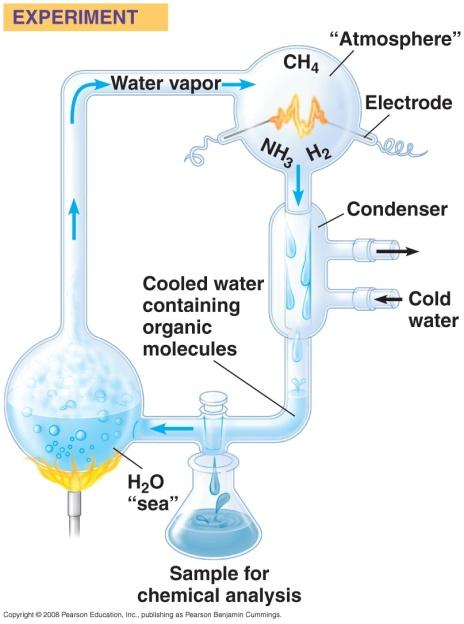 EXPERIMENT
"Atmosphere"
CH₄
Water vapor
Electrode
NH₃
H₂
Condenser
Cooled water
containing
organic
molecules
Cold
water
H₂O
"sea"
Sample for
chemical analysis
Copyright © 2008 Pearson Education, Inc., publishing as Pearson Benjamin Cummings.